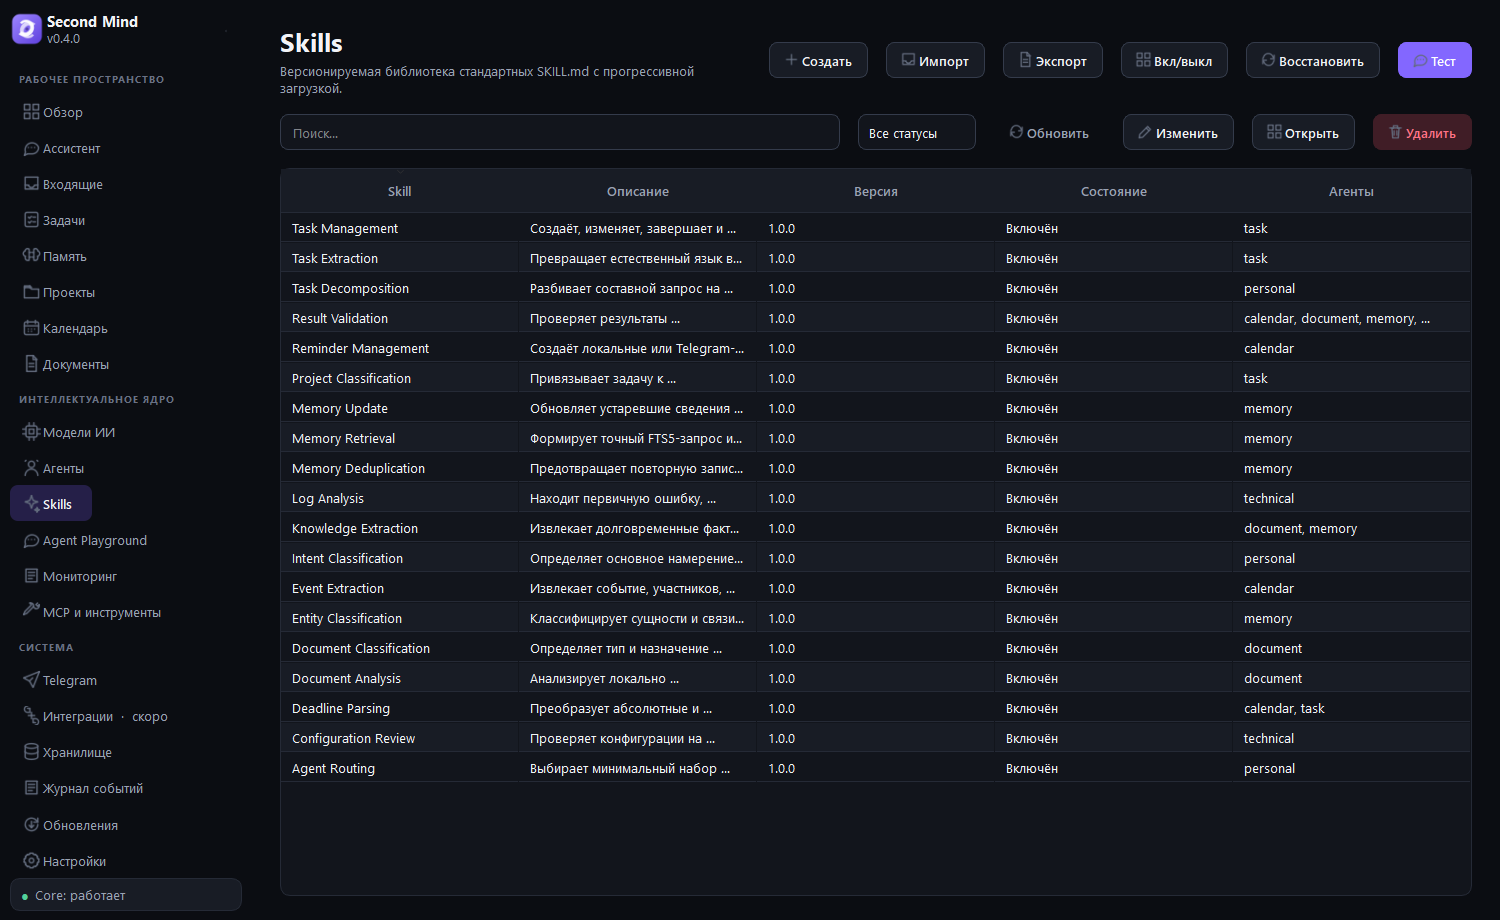 Second Mind
v0.4.0
РАБОЧЕЕ ПРОСТРАНСТВО
Обзор
Ассистент
Входящие
Задачи
Память
Проекты
Календарь
Документы
ИНТЕЛЛЕКТУАЛЬНОЕ ЯДРО
Модели ИИ
Агенты
Skills
Agent Playground
Мониторинг
MCP и инструменты
СИСТЕМА
Telegram
Интеграции · скоро
Хранилище
Журнал событий
Обновления
Настройки
Core: работает
Skills
Версионируемая библиотека стандартных SKILL.md с прогрессивной
загрузкой.
Создать Импорт Экспорт Вкл/выкл Восстановить Тест
Поиск... Все статусы Обновить Изменить Открыть Удалить
Skill Описание Версия Состояние Агенты
Task Management Создаёт, изменяет, завершает и ... 1.0.0 Включён task
Task Extraction Превращает естественный язык в... 1.0.0 Включён task
Task Decomposition Разбивает составной запрос на ... 1.0.0 Включён personal
Result Validation Проверяет результаты ... 1.0.0 Включён calendar, document, memory, ...
Reminder Management Создаёт локальные или Telegram-... 1.0.0 Включён calendar
Project Classification Привязывает задачу к ... 1.0.0 Включён task
Memory Update Обновляет устаревшие сведения ... 1.0.0 Включён memory
Memory Retrieval Формирует точный FTS5-запрос и... 1.0.0 Включён memory
Memory Deduplication Предотвращает повторную запис... 1.0.0 Включён memory
Log Analysis Находит первичную ошибку, ... 1.0.0 Включён technical
Knowledge Extraction Извлекает долговременные факт... 1.0.0 Включён document, memory
Intent Classification Определяет основное намерение... 1.0.0 Включён personal
Event Extraction Извлекает событие, участников, ... 1.0.0 Включён calendar
Entity Classification Классифицирует сущности и связи... 1.0.0 Включён memory
Document Classification Определяет тип и назначение ... 1.0.0 Включён document
Document Analysis Анализирует локально ... 1.0.0 Включён document
Deadline Parsing Преобразует абсолютные и ... 1.0.0 Включён calendar, task
Configuration Review Проверяет конфигурации на ... 1.0.0 Включён technical
Agent Routing Выбирает минимальный набор ... 1.0.0 Включён personal